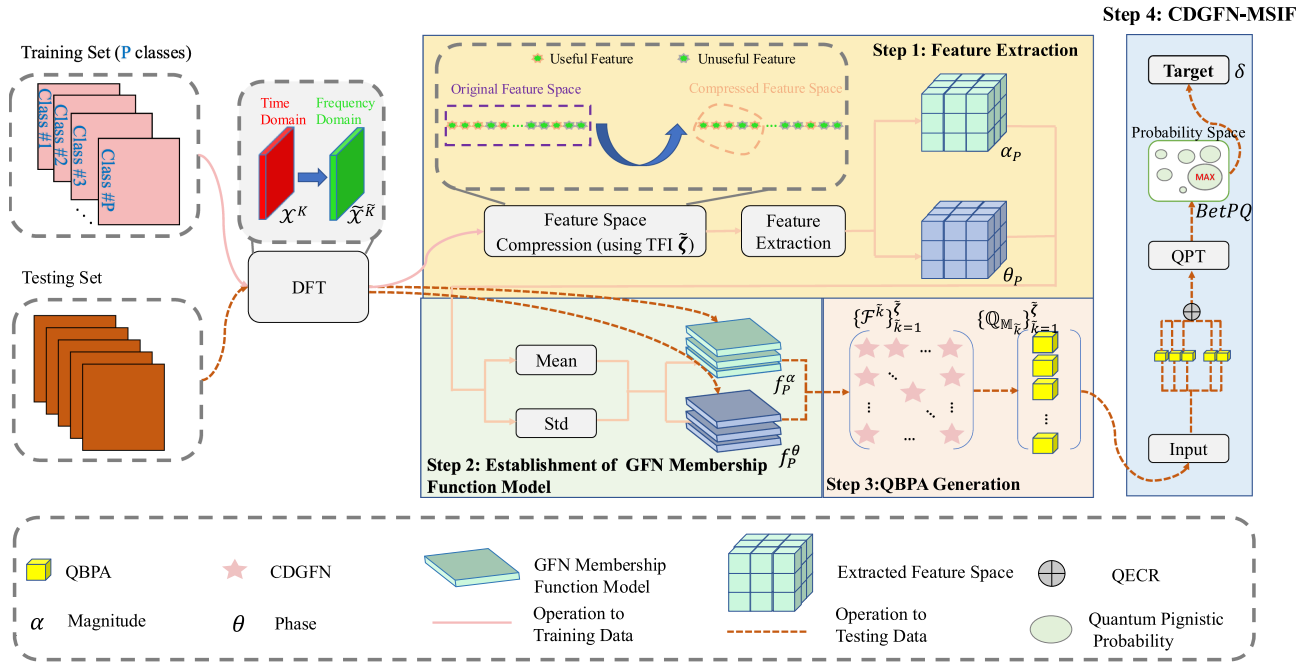 Step 4: CDGFN-MSIF
Training Set (P classes)
Class #1
Class #2
Class #3
Class #P
Time
Domain
Frequency
Domain
𝒳^K
𝒳̃^K̃
DFT
Testing Set
Step 1: Feature Extraction
Useful Feature
Unuseful Feature
Original Feature Space
Compressed Feature Space
Feature Space
Compression (using TFI ζ̃)
Feature
Extraction
α_P
θ_P
Mean
Std
f_P^α
f_P^θ
Step 2: Establishment of GFN Membership
Function Model
{ℱ^k̃}_{k̃=1}^ζ̃
{ℚ_{𝕄_k̃}}_{k̃=1}^ζ̃
Step 3:QBPA Generation
Target
δ
Probability Space
MAX
BetPQ
QPT
Input
QBPA
CDGFN
GFN Membership
Function Model
Extracted Feature Space
QECR
α Magnitude
θ Phase
Operation to
Training Data
Operation to
Testing Data
Quantum Pignistic
Probability